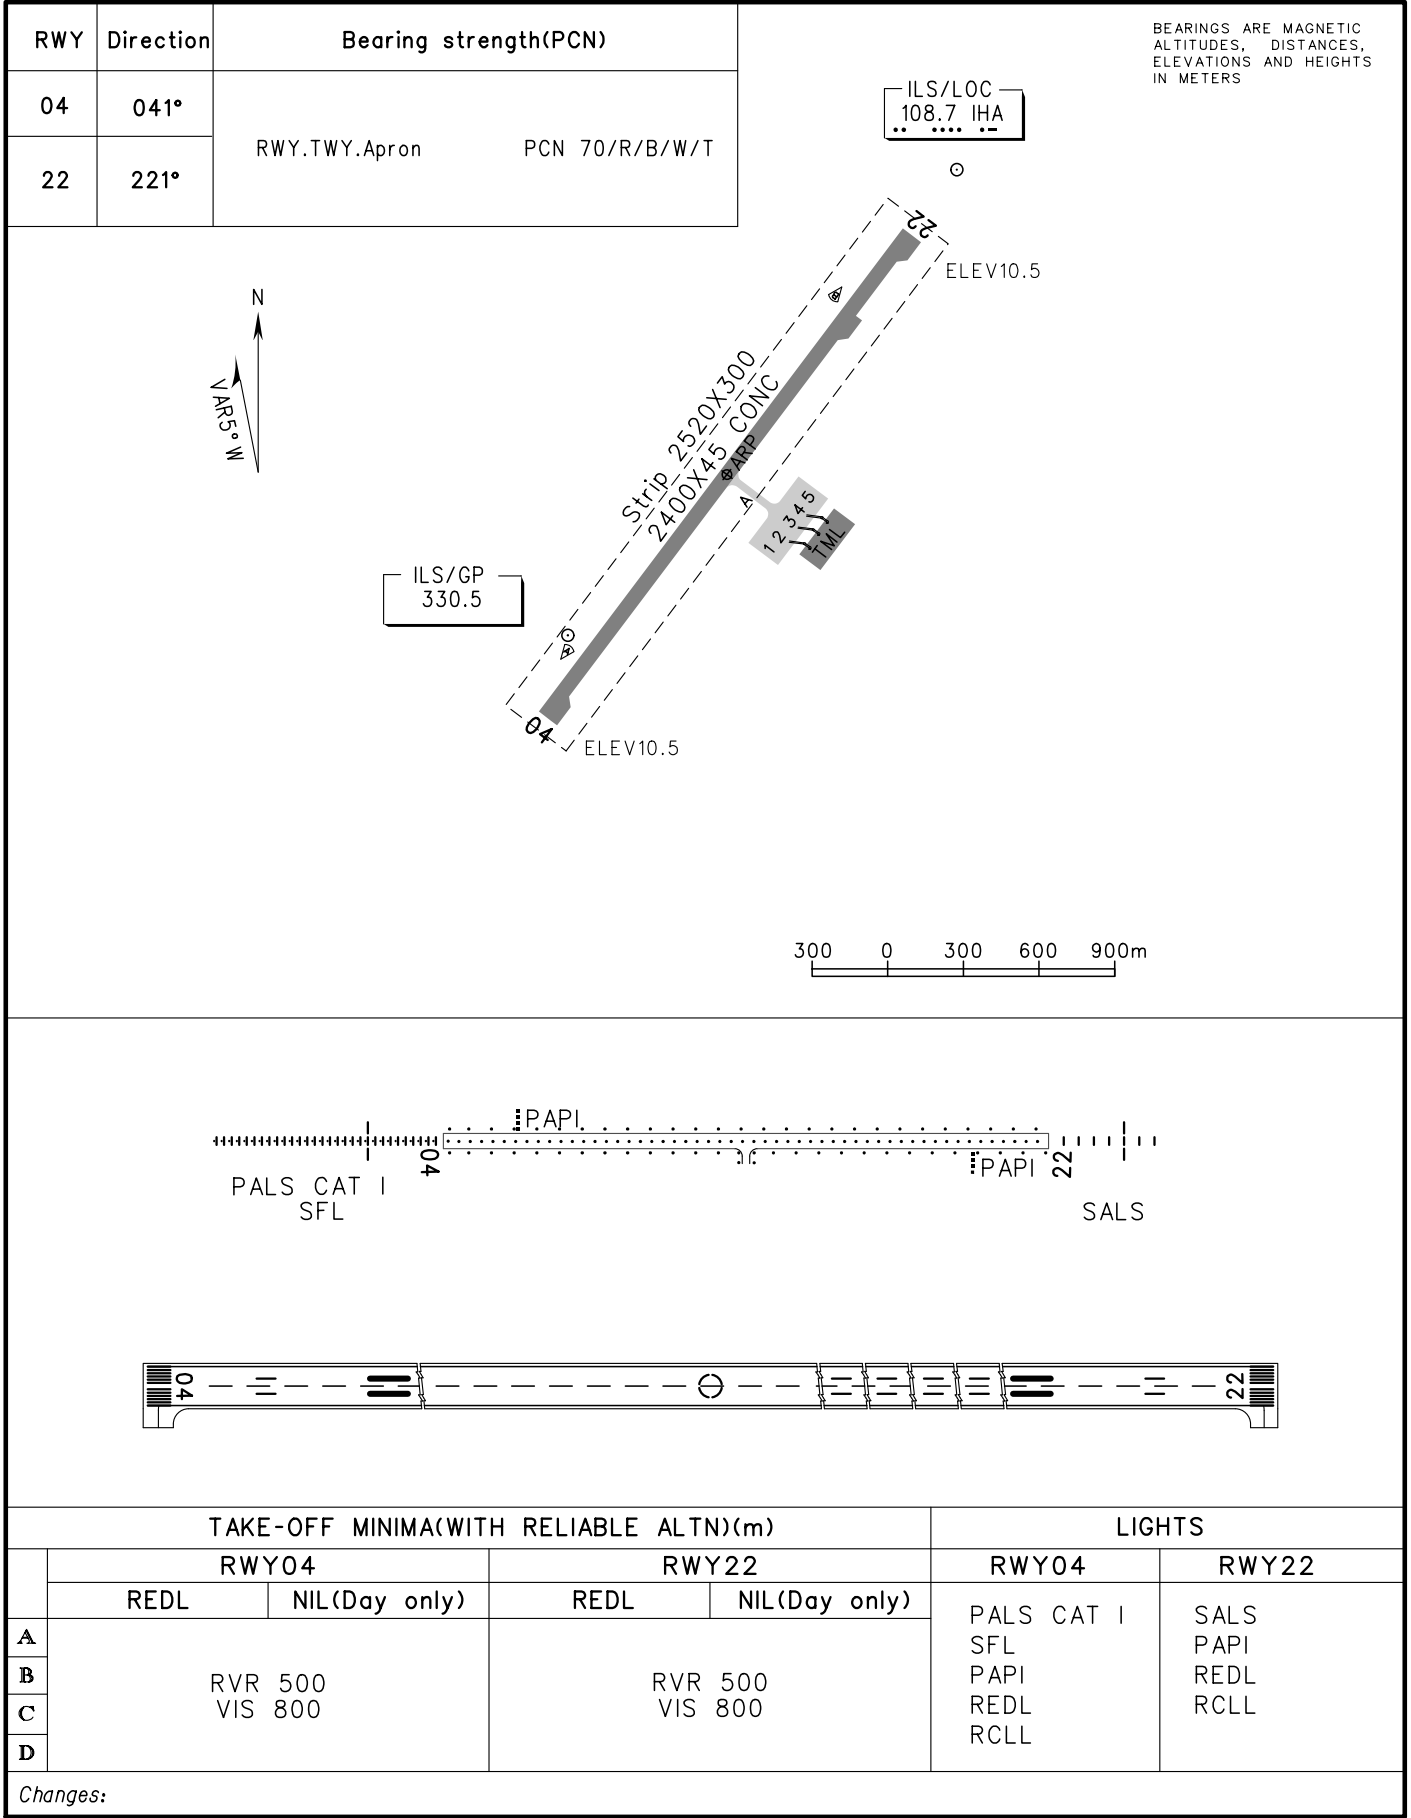 RWY Direction Bearing strength(PCN)
04 041°
RWY.TWY.Apron PCN 70/R/B/W/T
22 221°
BEARINGS ARE MAGNETIC
ALTITUDES, DISTANCES,
ELEVATIONS AND HEIGHTS
IN METERS
ILS/LOC
108.7 IHA
22
ELEV10.5
N
VAR5°W
Strip 2520X300
2400X45 CONC
ARP
A
1 2 3 4 5
TML
ILS/GP
330.5
04
ELEV10.5
300 0 300 600 900m
PAPI
04
PAPI
22
PALS CAT I
SFL
SALS
04
22
TAKE-OFF MINIMA(WITH RELIABLE ALTN)(m) LIGHTS
RWY04 RWY22 RWY04 RWY22
REDL NIL(Day only) REDL NIL(Day only)
A
B
C
D
RVR 500
VIS 800
RVR 500
VIS 800
PALS CAT I
SFL
PAPI
REDL
RCLL
SALS
PAPI
REDL
RCLL
Changes: